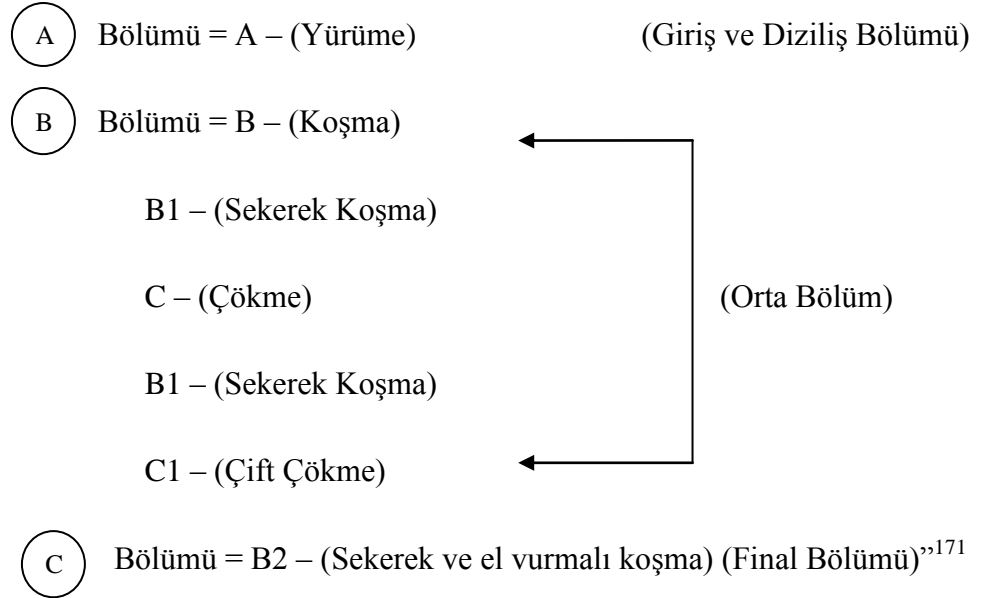 A Bölümü = A – (Yürüme) (Giriş ve Diziliş Bölümü)
B Bölümü = B – (Koşma)
B1 – (Sekerek Koşma)
C – (Çökme) (Orta Bölüm)
B1 – (Sekerek Koşma)
C1 – (Çift Çökme)
C Bölümü = B2 – (Sekerek ve el vurmalı koşma) (Final Bölümü)”171